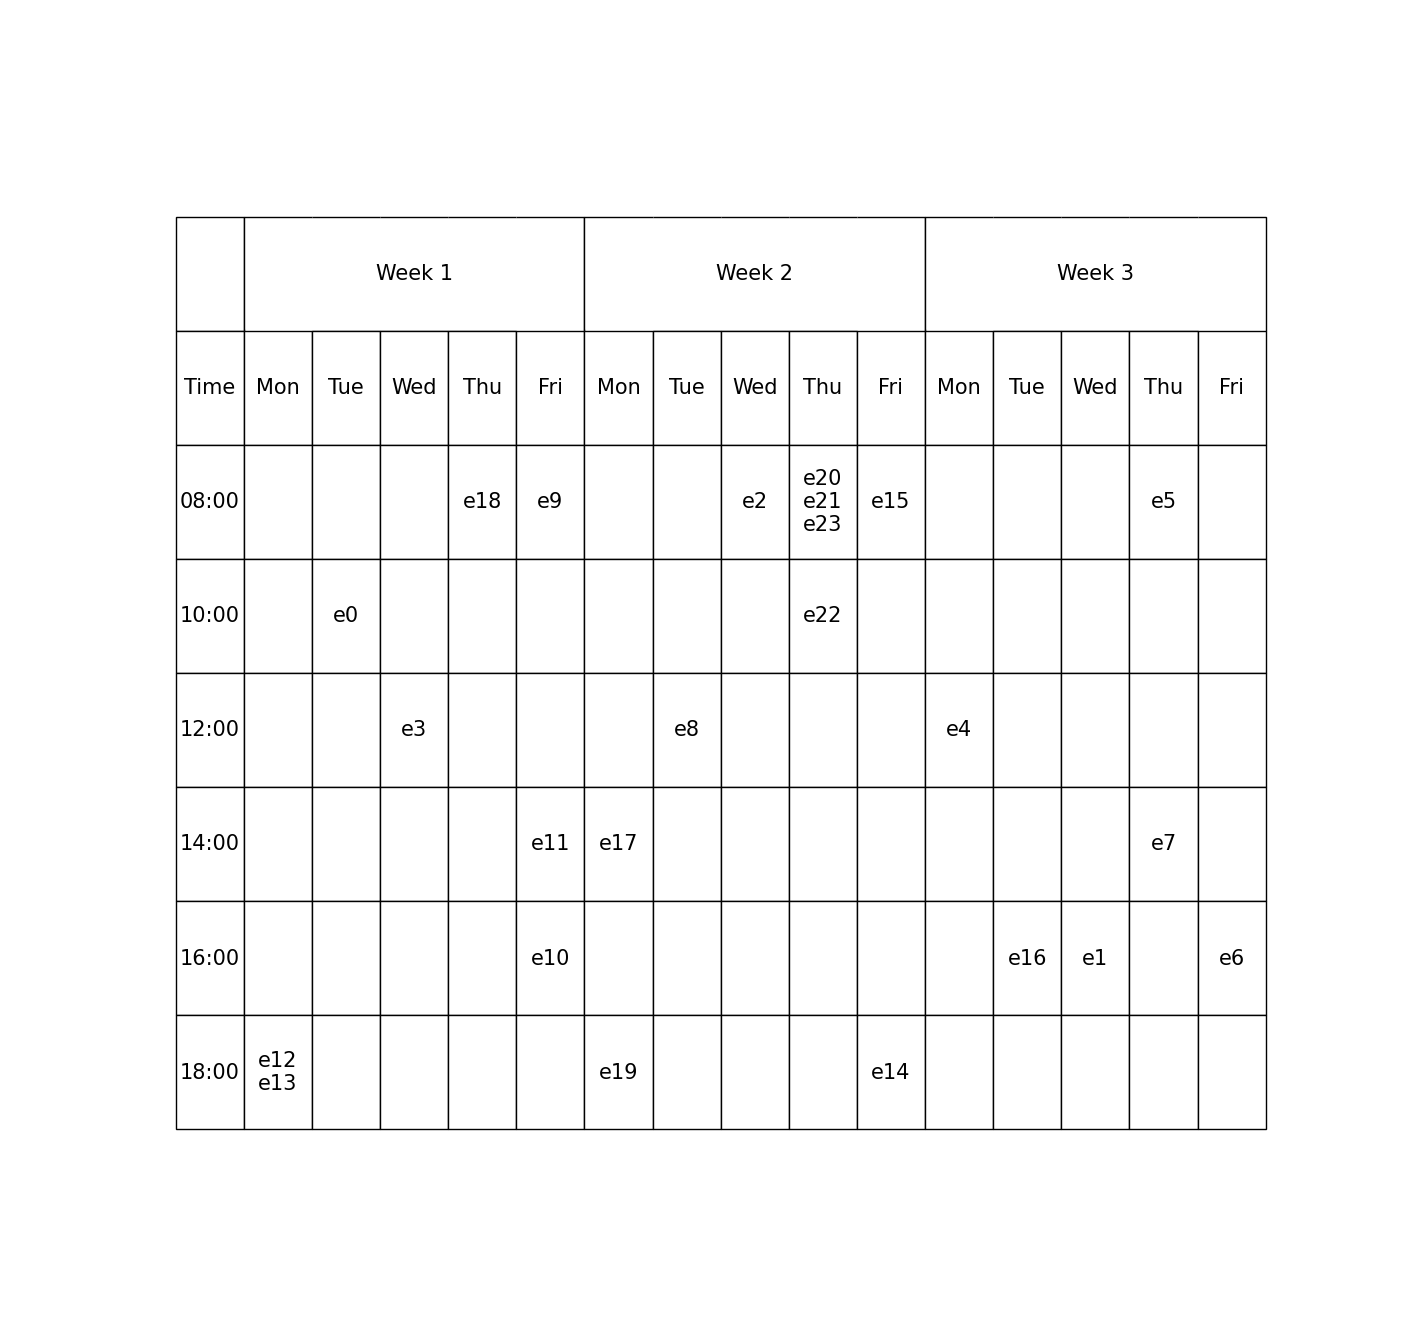 Week 1 Week 2 Week 3
Time Mon Tue Wed Thu Fri Mon Tue Wed Thu Fri Mon Tue Wed Thu Fri
08:00 e18 e9 e2 e20 e21 e23 e15 e5
10:00 e0 e22
12:00 e3 e8 e4
14:00 e11 e17 e7
16:00 e10 e16 e1 e6
18:00 e12 e13 e19 e14